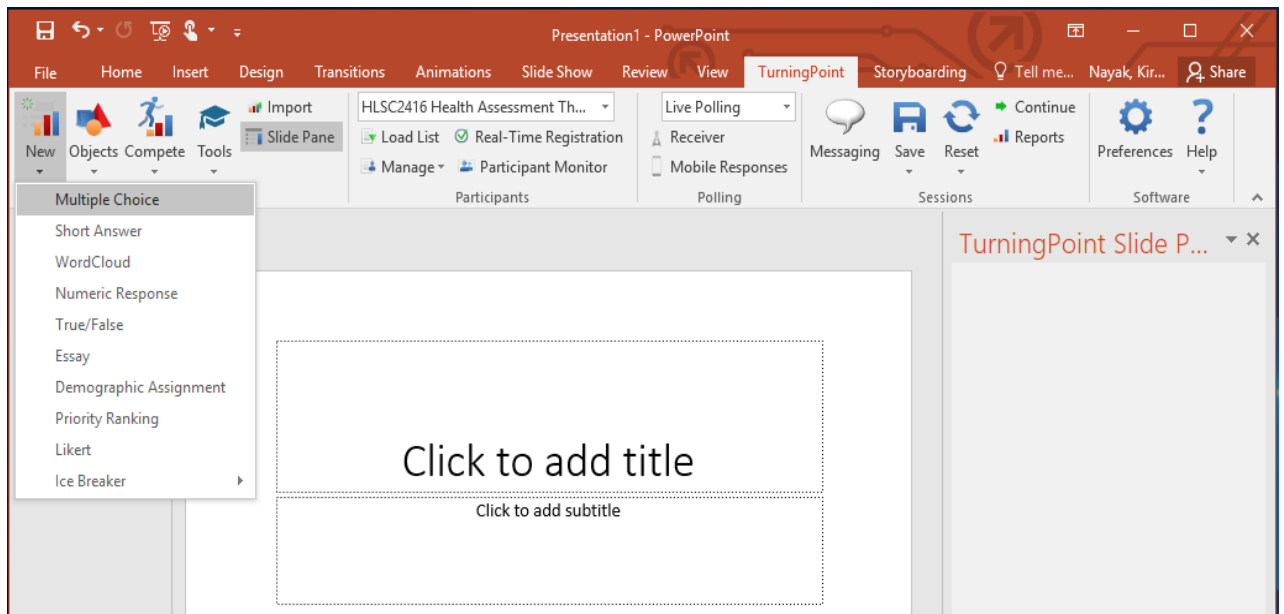 Presentation1 - PowerPoint
File Home Insert Design Transitions Animations Slide Show Review View TurningPoint Storyboarding Tell me... Nayak, Kir... Share
New Objects Compete Tools Import Slide Pane
HLSC2416 Health Assessment Th...
Load List Real-Time Registration
Manage Participant Monitor
Participants
Live Polling
Receiver
Mobile Responses
Polling
Messaging Save Reset Continue Reports
Sessions
Preferences Help
Software
Multiple Choice
Short Answer
WordCloud
Numeric Response
True/False
Essay
Demographic Assignment
Priority Ranking
Likert
Ice Breaker
Click to add title
Click to add subtitle
TurningPoint Slide P...